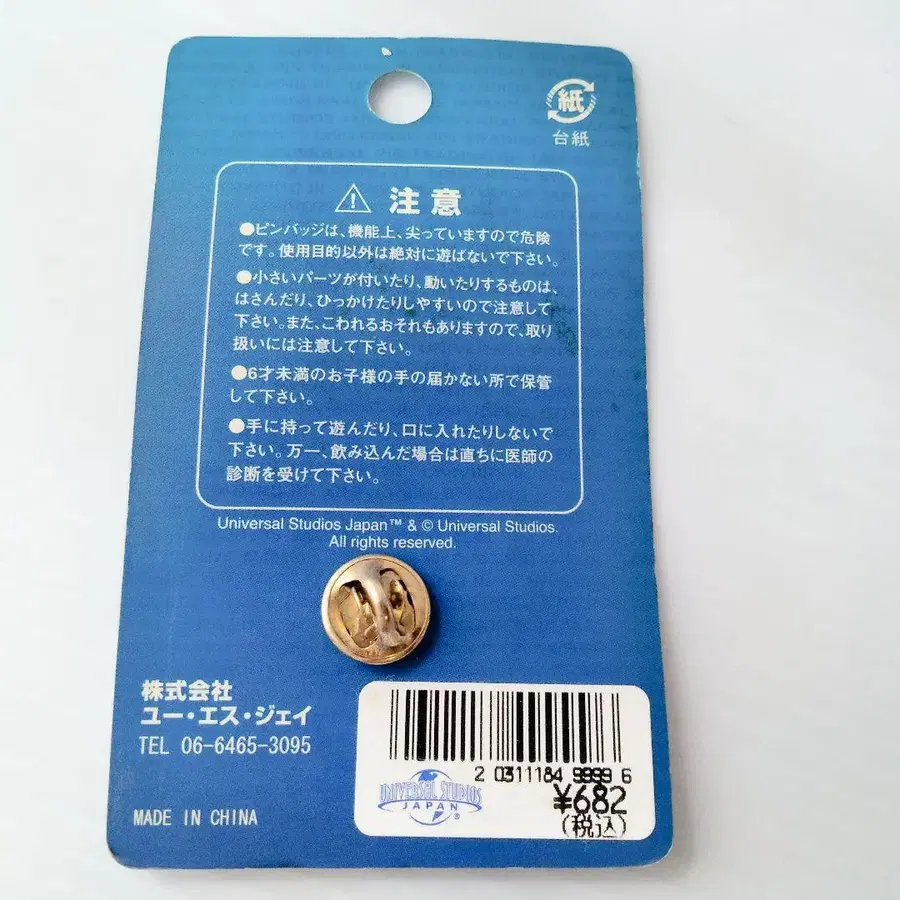 紙
台紙
注意
●ピンバッジは、機能上、尖っていますので危険
です。使用目的以外は絶対に遊ばないで下さい。
●小さいパーツが付いたり、動いたりするものは、
はさんだり、ひっかけたりしやすいので注意して
下さい。また、こわれるおそれもありますので、取り
扱いには注意して下さい。
●6才未満のお子様の手の届かない所で保管
して下さい。
●手に持って遊んだり、口に入れたりしないで
下さい。万一、飲み込んだ場合は直ちに医師の
診断を受けて下さい。
Universal Studios Japan™ & © Universal Studios.
All rights reserved.
株式会社
ユー・エス・ジェイ
TEL 06-6465-3095
MADE IN CHINA
2 0311184 9999 6
UNIVERSAL STUDIOS
JAPAN ®
¥682
(税込)